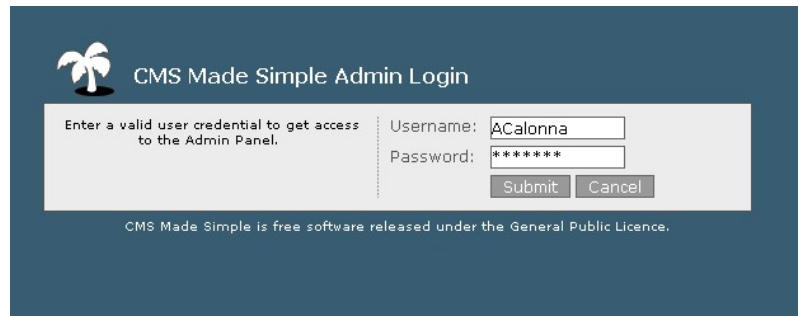 CMS Made Simple Admin Login
Enter a valid user credential to get access
to the Admin Panel.
Username: ACalonna
Password: *******
Submit Cancel
CMS Made Simple is free software released under the General Public Licence.